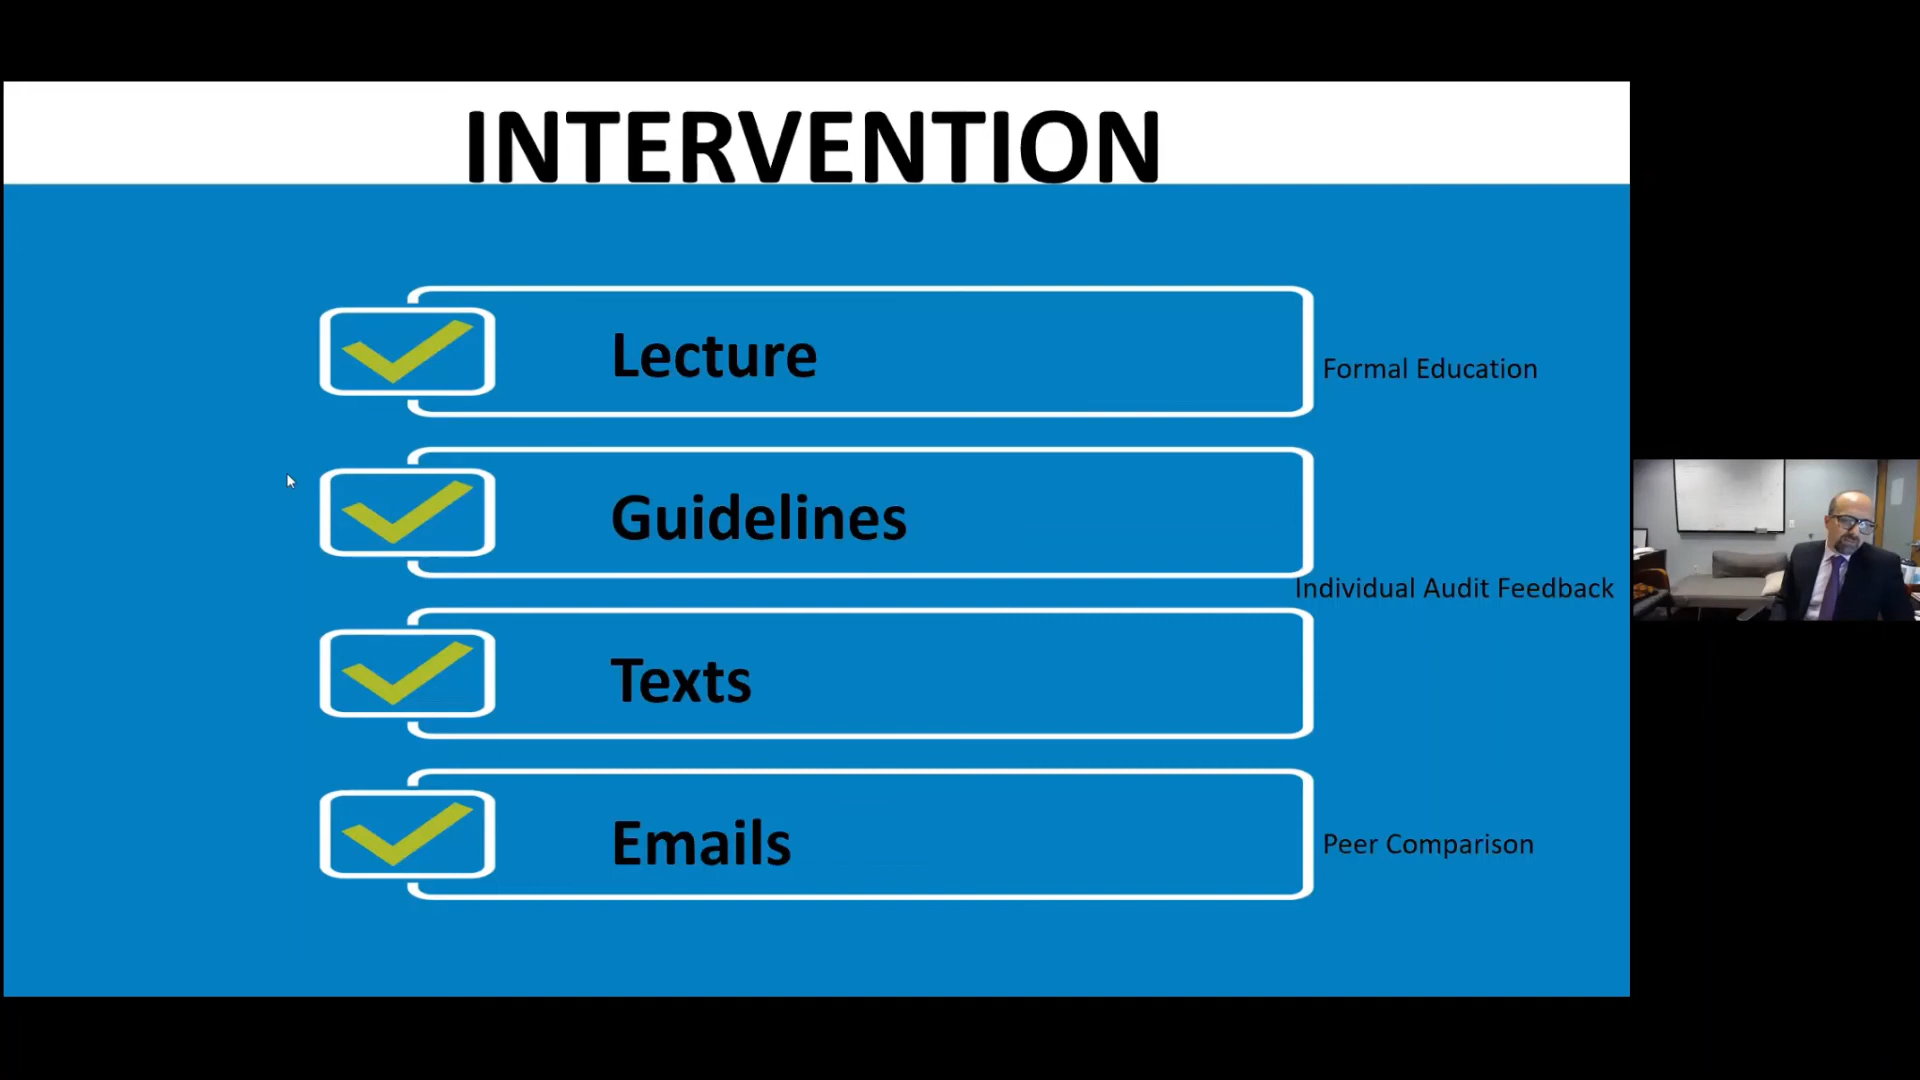 INTERVENTION
Lecture
Formal Education
Guidelines
Individual Audit Feedback
Texts
Emails
Peer Comparison